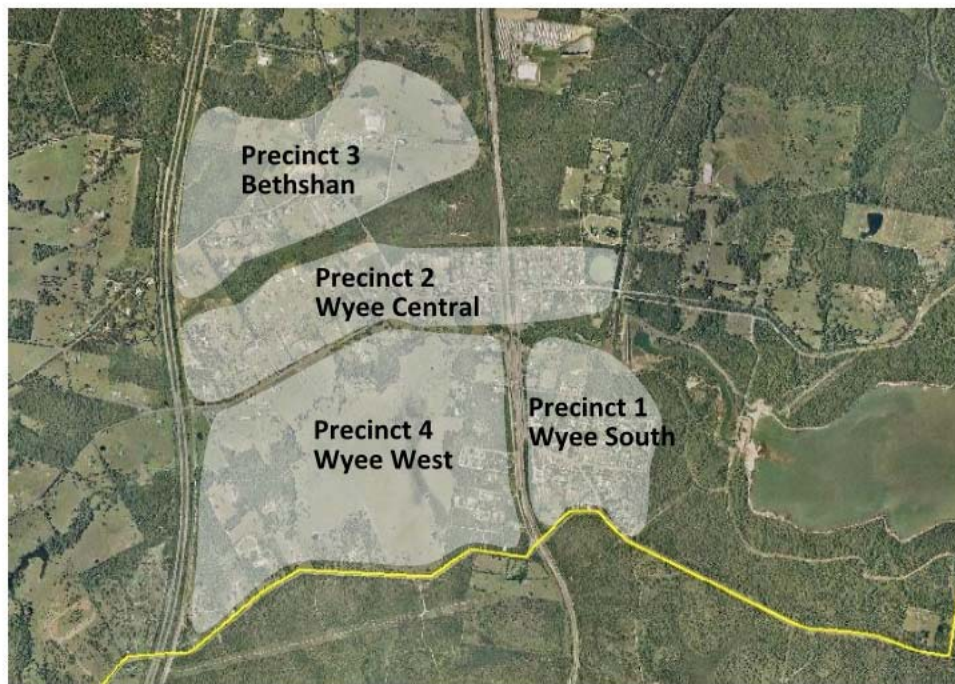 Precinct 3
Bethshan
Precinct 2
Wyee Central
Precinct 4
Wyee West
Precinct 1
Wyee South